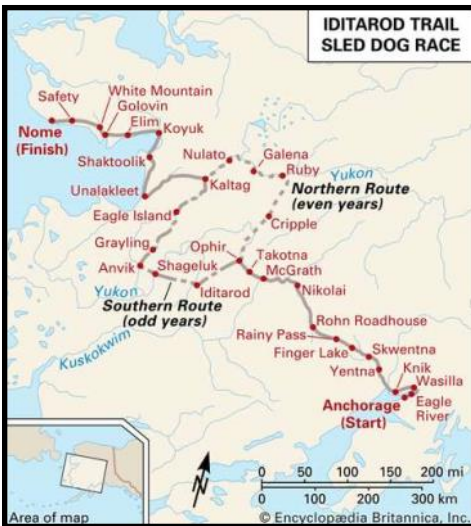 IDITAROD TRAIL
SLED DOG RACE
White Mountain
Safety
Golovin
Elim
Nome
(Finish)
Koyuk
Nulato
Galena
Shaktoolik
Ruby
Yukon
Unalakleet
Kaltag
Northern Route
(even years)
Eagle Island
Cripple
Grayling
Ophir
Takotna
Anvik
Shageluk
McGrath
Yukon
Iditarod
Nikolai
Southern Route
(odd years)
Rohn Roadhouse
Rainy Pass
Kuskokwim
Finger Lake
Skwentna
Yentna
Knik
Wasilla
Anchorage
(Start)
Eagle
River
N
0 50 100 150 200 mi
0 100 200 300 km
Area of map
© Encyclopædia Britannica, Inc.